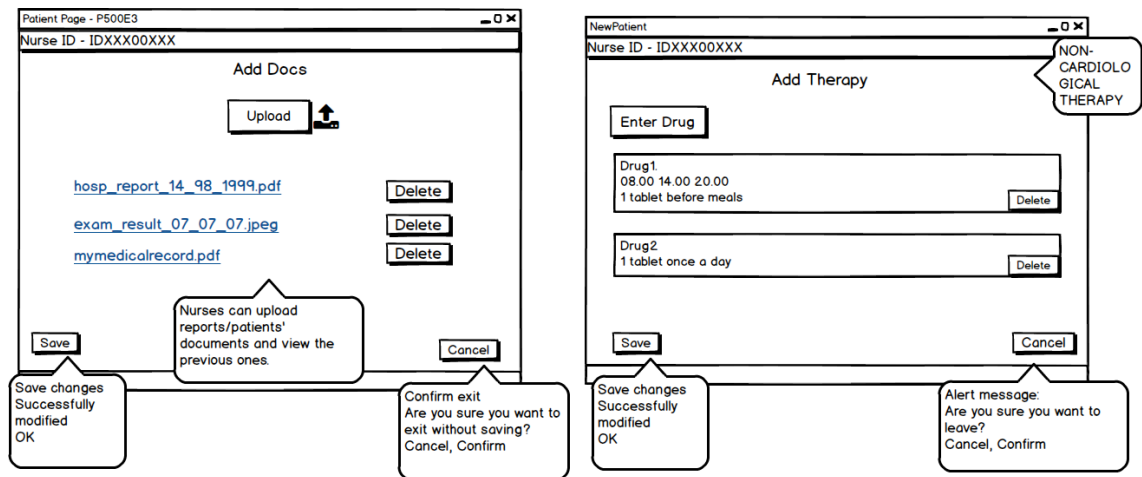 Patient Page - P500E3
Nurse ID - IDXXX00XXX
Add Docs
Upload
hosp_report_14_98_1999.pdf
Delete
exam_result_07_07_07.jpeg
Delete
mymedicalrecord.pdf
Delete
Nurses can upload
reports/patients'
documents and view the
previous ones.
Save
Cancel
Save changes
Successfully
modified
OK
Confirm exit
Are you sure you want to
exit without saving?
Cancel, Confirm
NewPatient
Nurse ID - IDXXX00XXX
NON-
CARDIOLO
GICAL
THERAPY
Add Therapy
Enter Drug
Drug1.
08.00 14.00 20.00
1 tablet before meals
Delete
Drug2
1 tablet once a day
Delete
Save
Cancel
Save changes
Successfully
modified
OK
Alert message:
Are you sure you want to
leave?
Cancel, Confirm